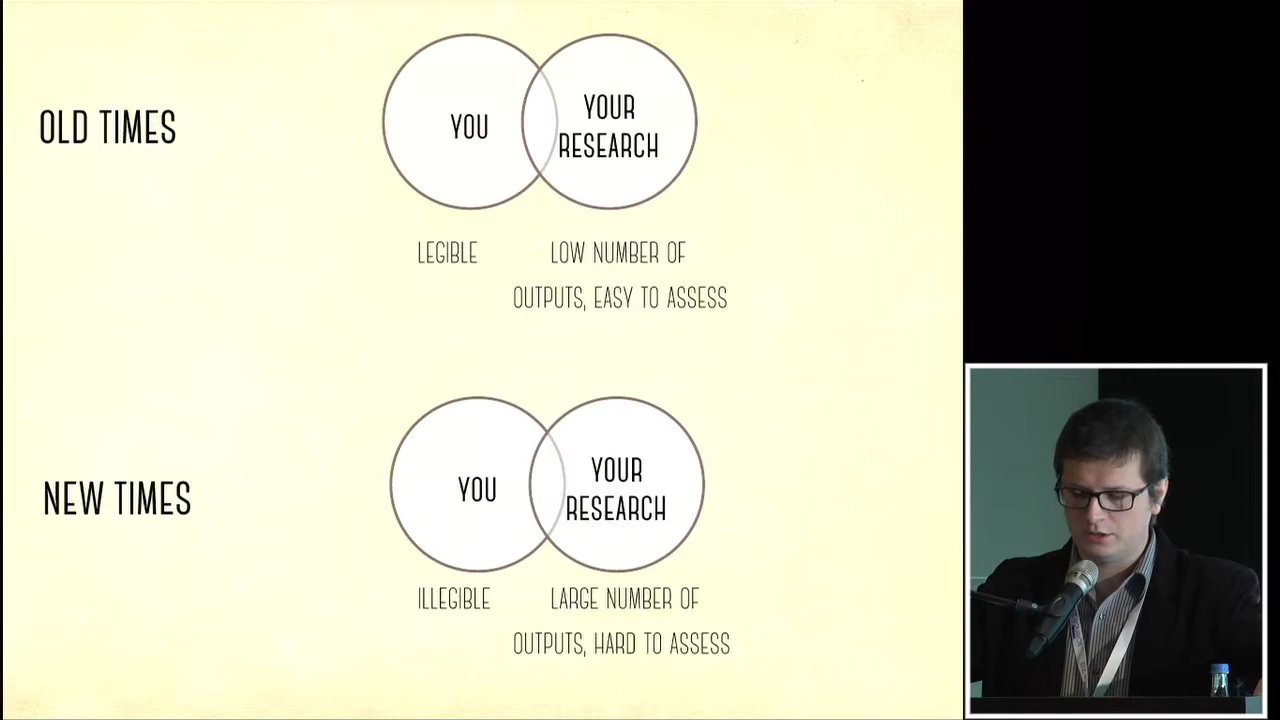 OLD TIMES
YOU
YOUR
RESEARCH
LEGIBLE
LOW NUMBER OF
OUTPUTS, EASY TO ASSESS
NEW TIMES
YOU
YOUR
RESEARCH
ILLEGIBLE
LARGE NUMBER OF
OUTPUTS, HARD TO ASSESS